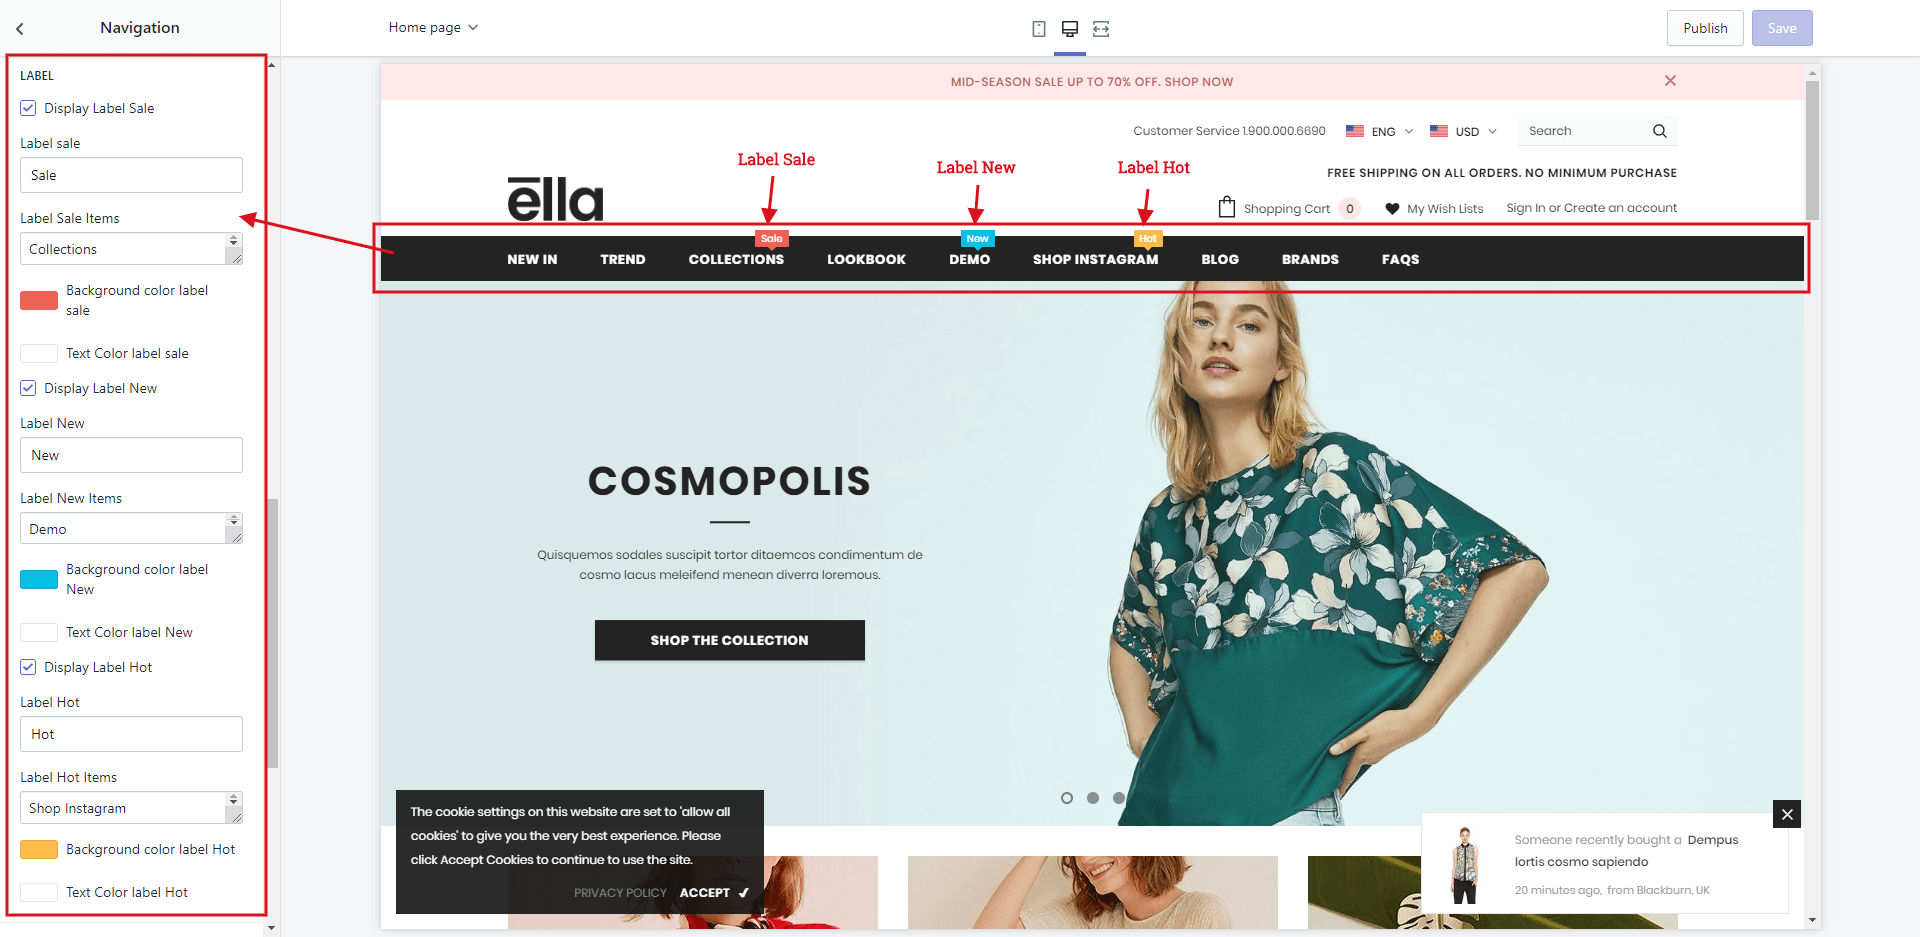 Navigation
Home page
Publish
Save
LABEL
Display Label Sale
Label sale
Sale
Label Sale Items
Collections
Background color label
sale
Text Color label sale
Display Label New
Label New
New
Label New Items
Demo
Background color label
New
Text Color label New
Display Label Hot
Label Hot
Hot
Label Hot Items
Shop Instagram
Background color label Hot
Text Color label Hot
MID-SEASON SALE UP TO 70% OFF. SHOP NOW
Customer Service 1.900.000.6690
ENG
USD
Search
Label Sale
Label New
Label Hot
FREE SHIPPING ON ALL ORDERS. NO MINIMUM PURCHASE
ella
Shopping Cart 0
My Wish Lists
Sign In or Create an account
Sale
New
Hot
NEW IN
TREND
COLLECTIONS
LOOKBOOK
DEMO
SHOP INSTAGRAM
BLOG
BRANDS
FAQS
COSMOPOLIS
Quisquemos sodales suscipit tortor ditaemcos condimentum de
cosmo lacus meleifend menean diverra loremous.
SHOP THE COLLECTION
The cookie settings on this website are set to 'allow all
cookies' to give you the very best experience. Please
click Accept Cookies to continue to use the site.
PRIVACY POLICY ACCEPT ✔
Someone recently bought a Dempus
lortis cosmo sapiendo
20 minutes ago, from Blackburn, UK